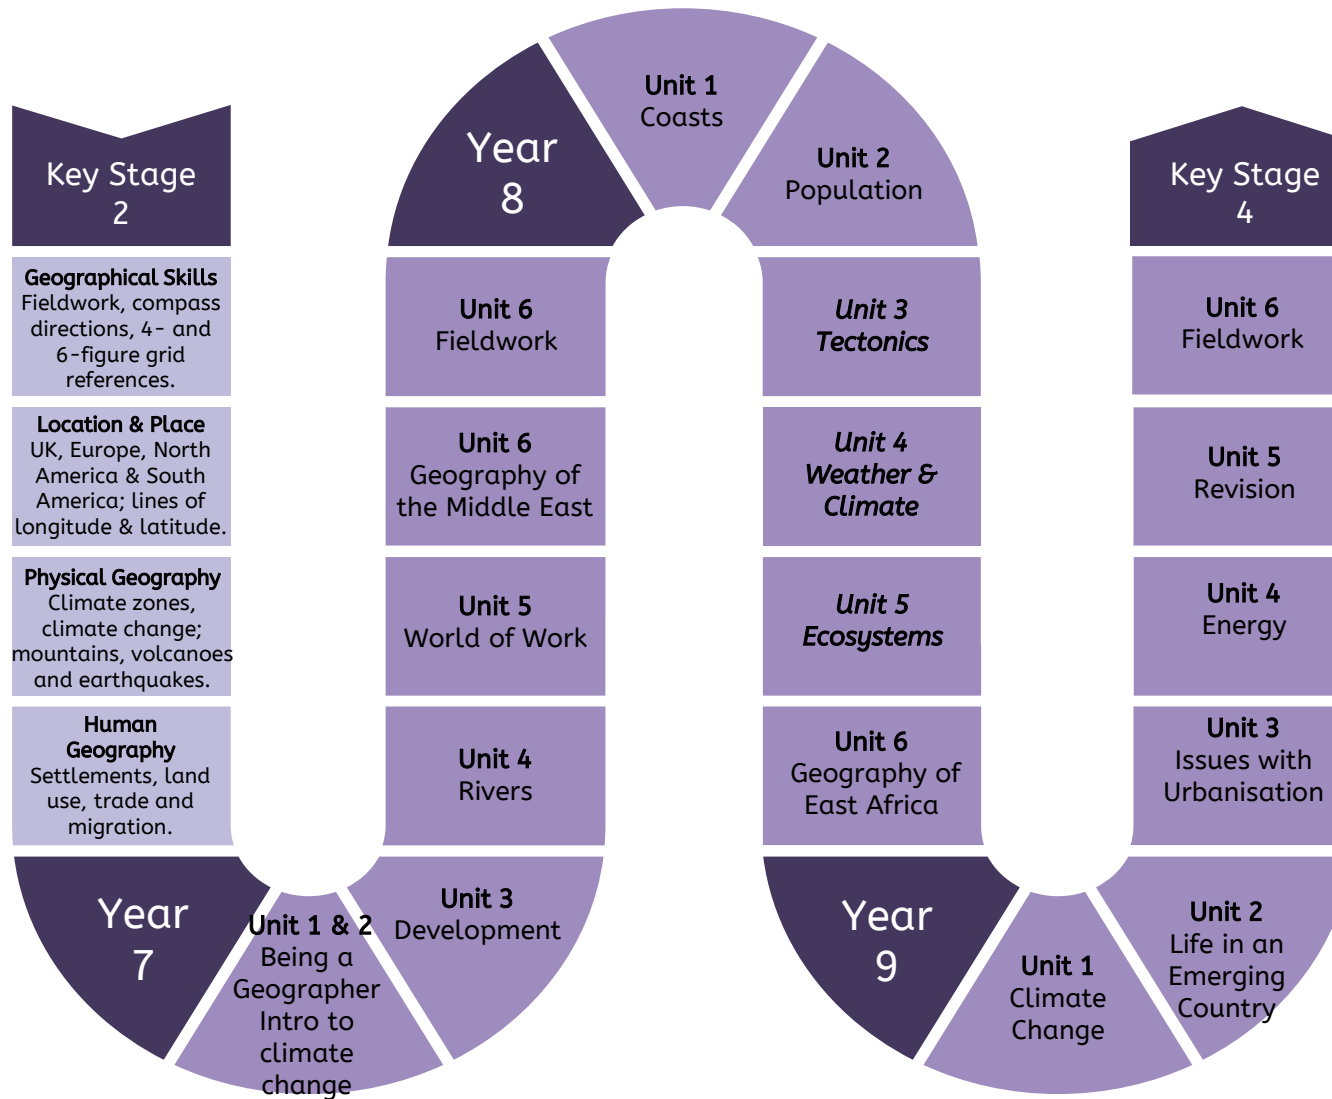 Key Stage
2
Geographical Skills
Fieldwork, compass
directions, 4- and
6-figure grid
references.
Location & Place
UK, Europe, North
America & South
America; lines of
longitude & latitude.
Physical Geography
Climate zones,
climate change;
mountains, volcanoes
and earthquakes.
Human
Geography
Settlements, land
use, trade and
migration.
Year
7
Unit 1 & 2
Being a
Geographer
Intro to
climate
change
Unit 3
Development
Unit 4
Rivers
Unit 5
World of Work
Unit 6
Geography of
the Middle East
Unit 6
Fieldwork
Year
8
Unit 1
Coasts
Unit 2
Population
Unit 3
Tectonics
Unit 4
Weather &
Climate
Unit 5
Ecosystems
Unit 6
Geography of
East Africa
Year
9
Unit 1
Climate
Change
Unit 2
Life in an
Emerging
Country
Unit 3
Issues with
Urbanisation
Unit 4
Energy
Unit 5
Revision
Unit 6
Fieldwork
Key Stage
4